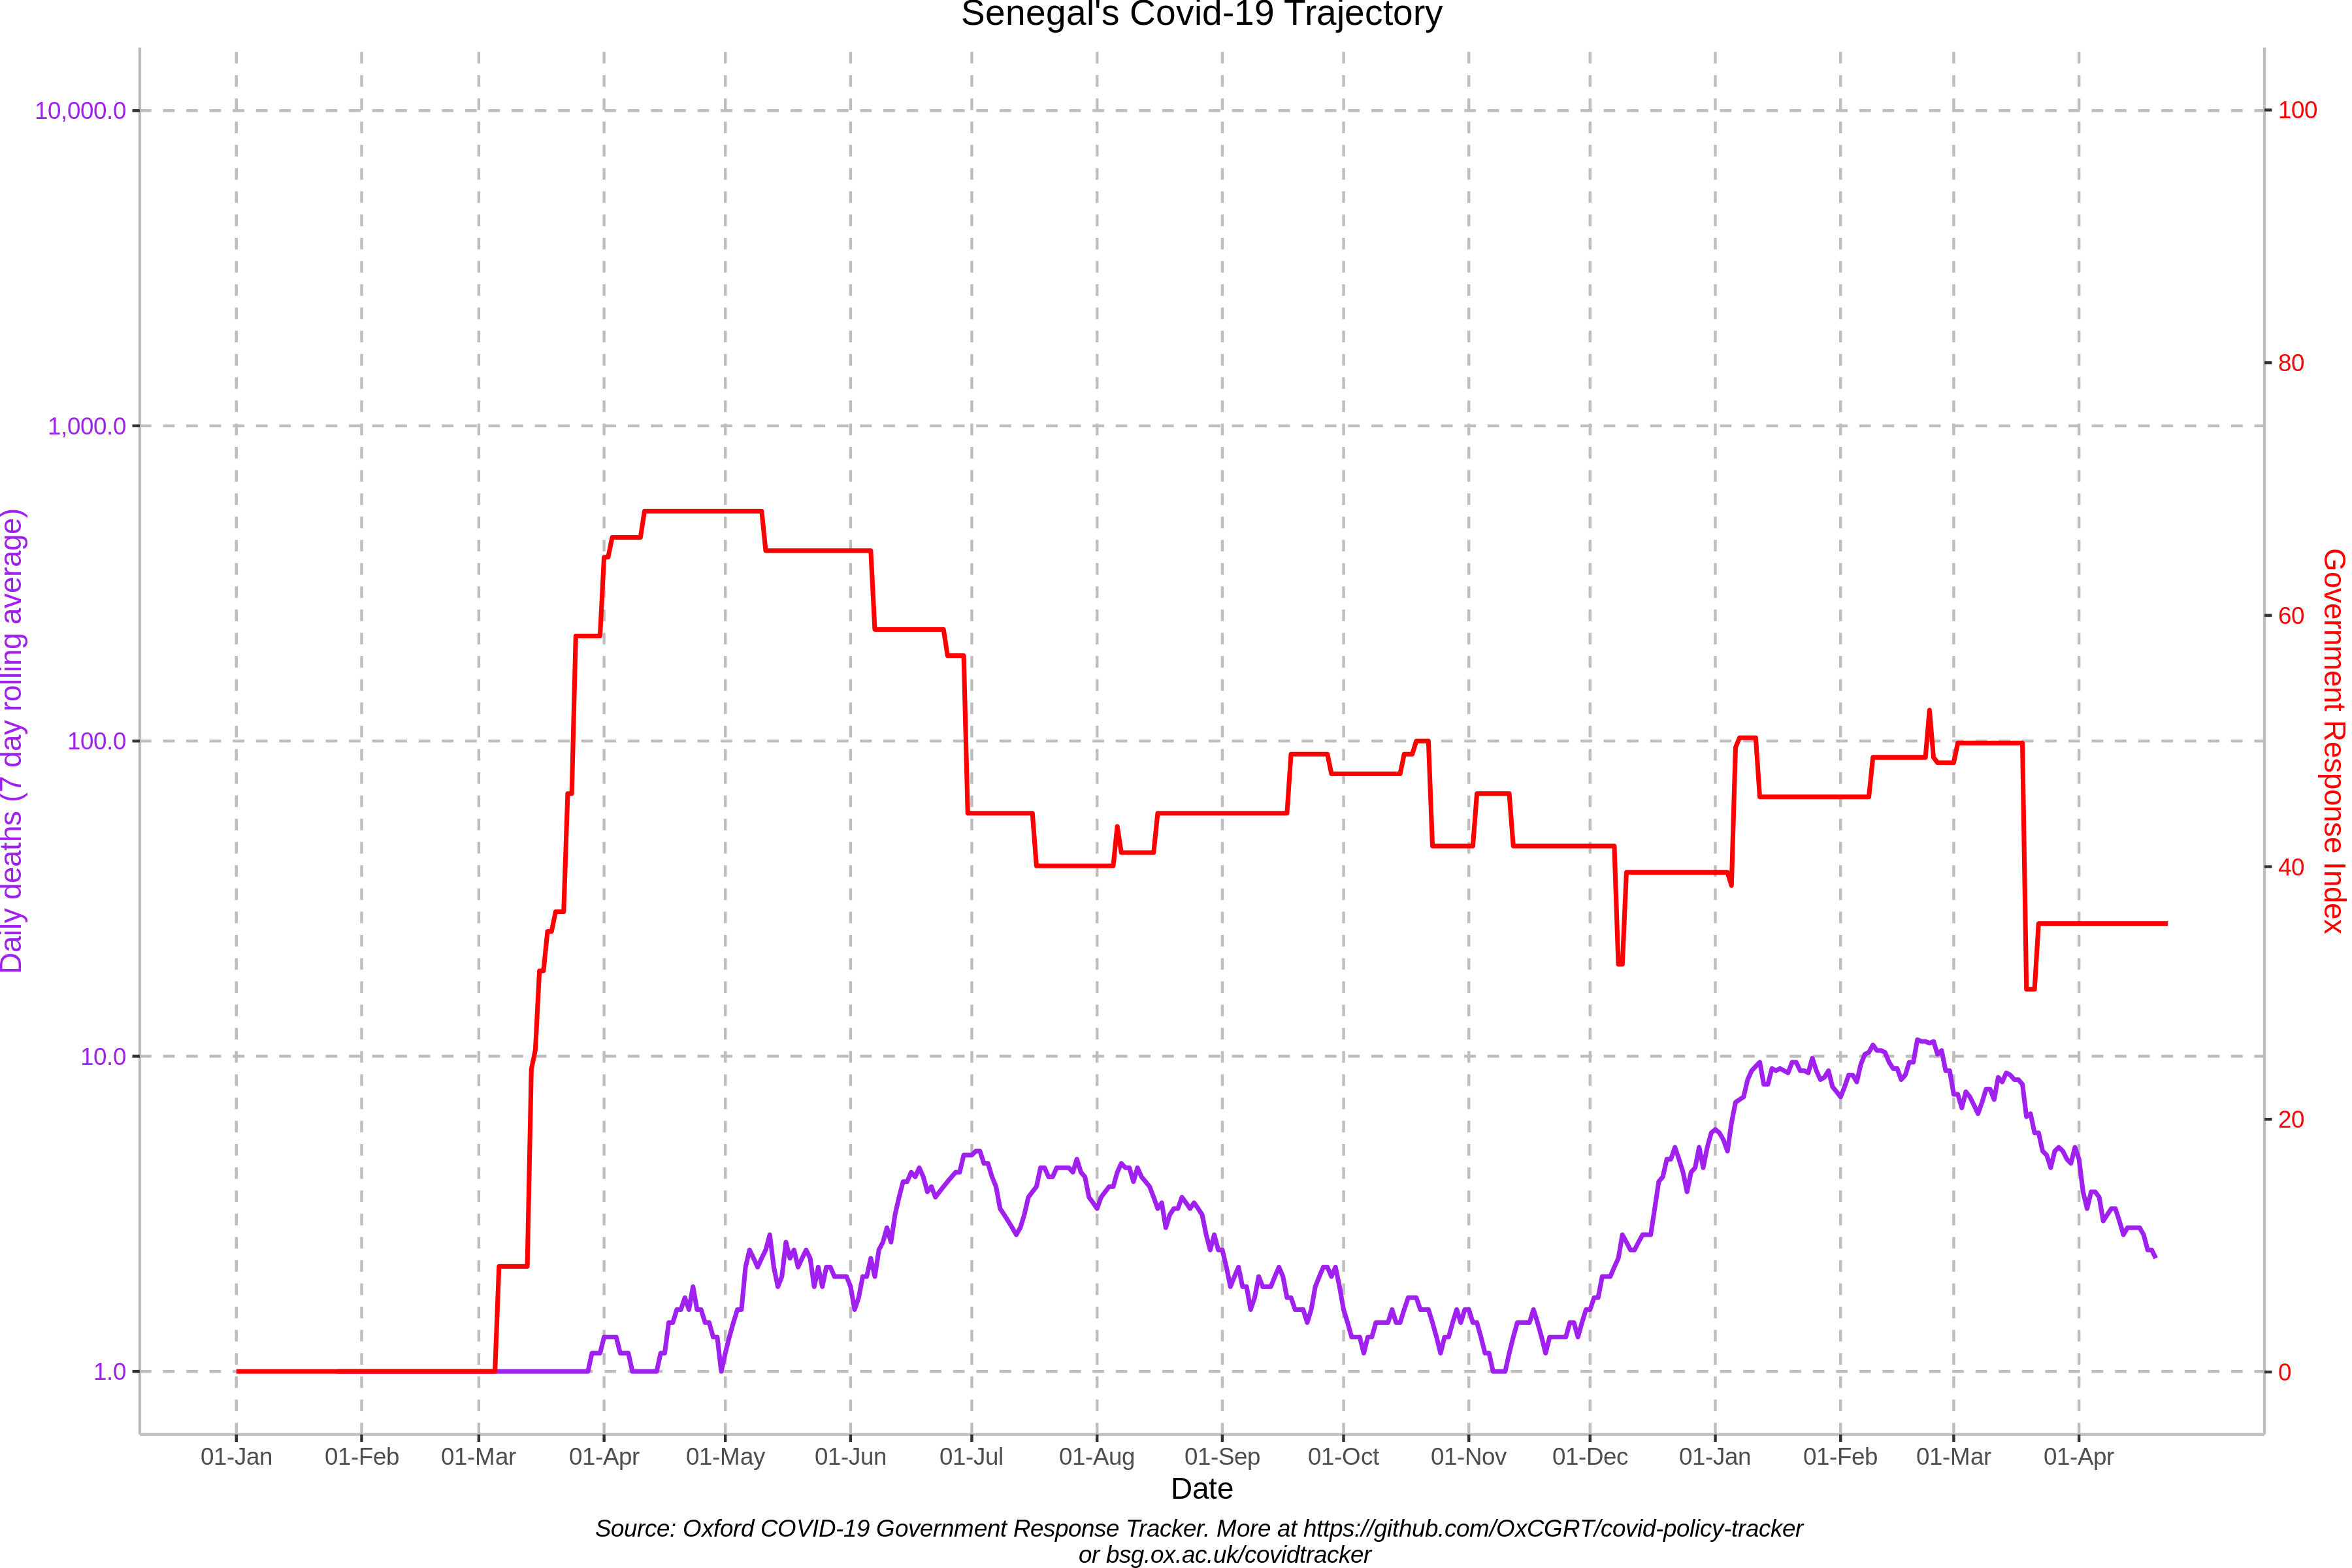 Senegal's Covid-19 Trajectory
10,000.0
1,000.0
100.0
10.0
1.0
Daily deaths (7 day rolling average)
100
80
60
40
20
0
Government Response Index
01-Jan 01-Feb 01-Mar 01-Apr 01-May 01-Jun 01-Jul 01-Aug 01-Sep 01-Oct 01-Nov 01-Dec 01-Jan 01-Feb 01-Mar 01-Apr
Date
Source: Oxford COVID-19 Government Response Tracker. More at https://github.com/OxCGRT/covid-policy-tracker
or bsg.ox.ac.uk/covidtracker